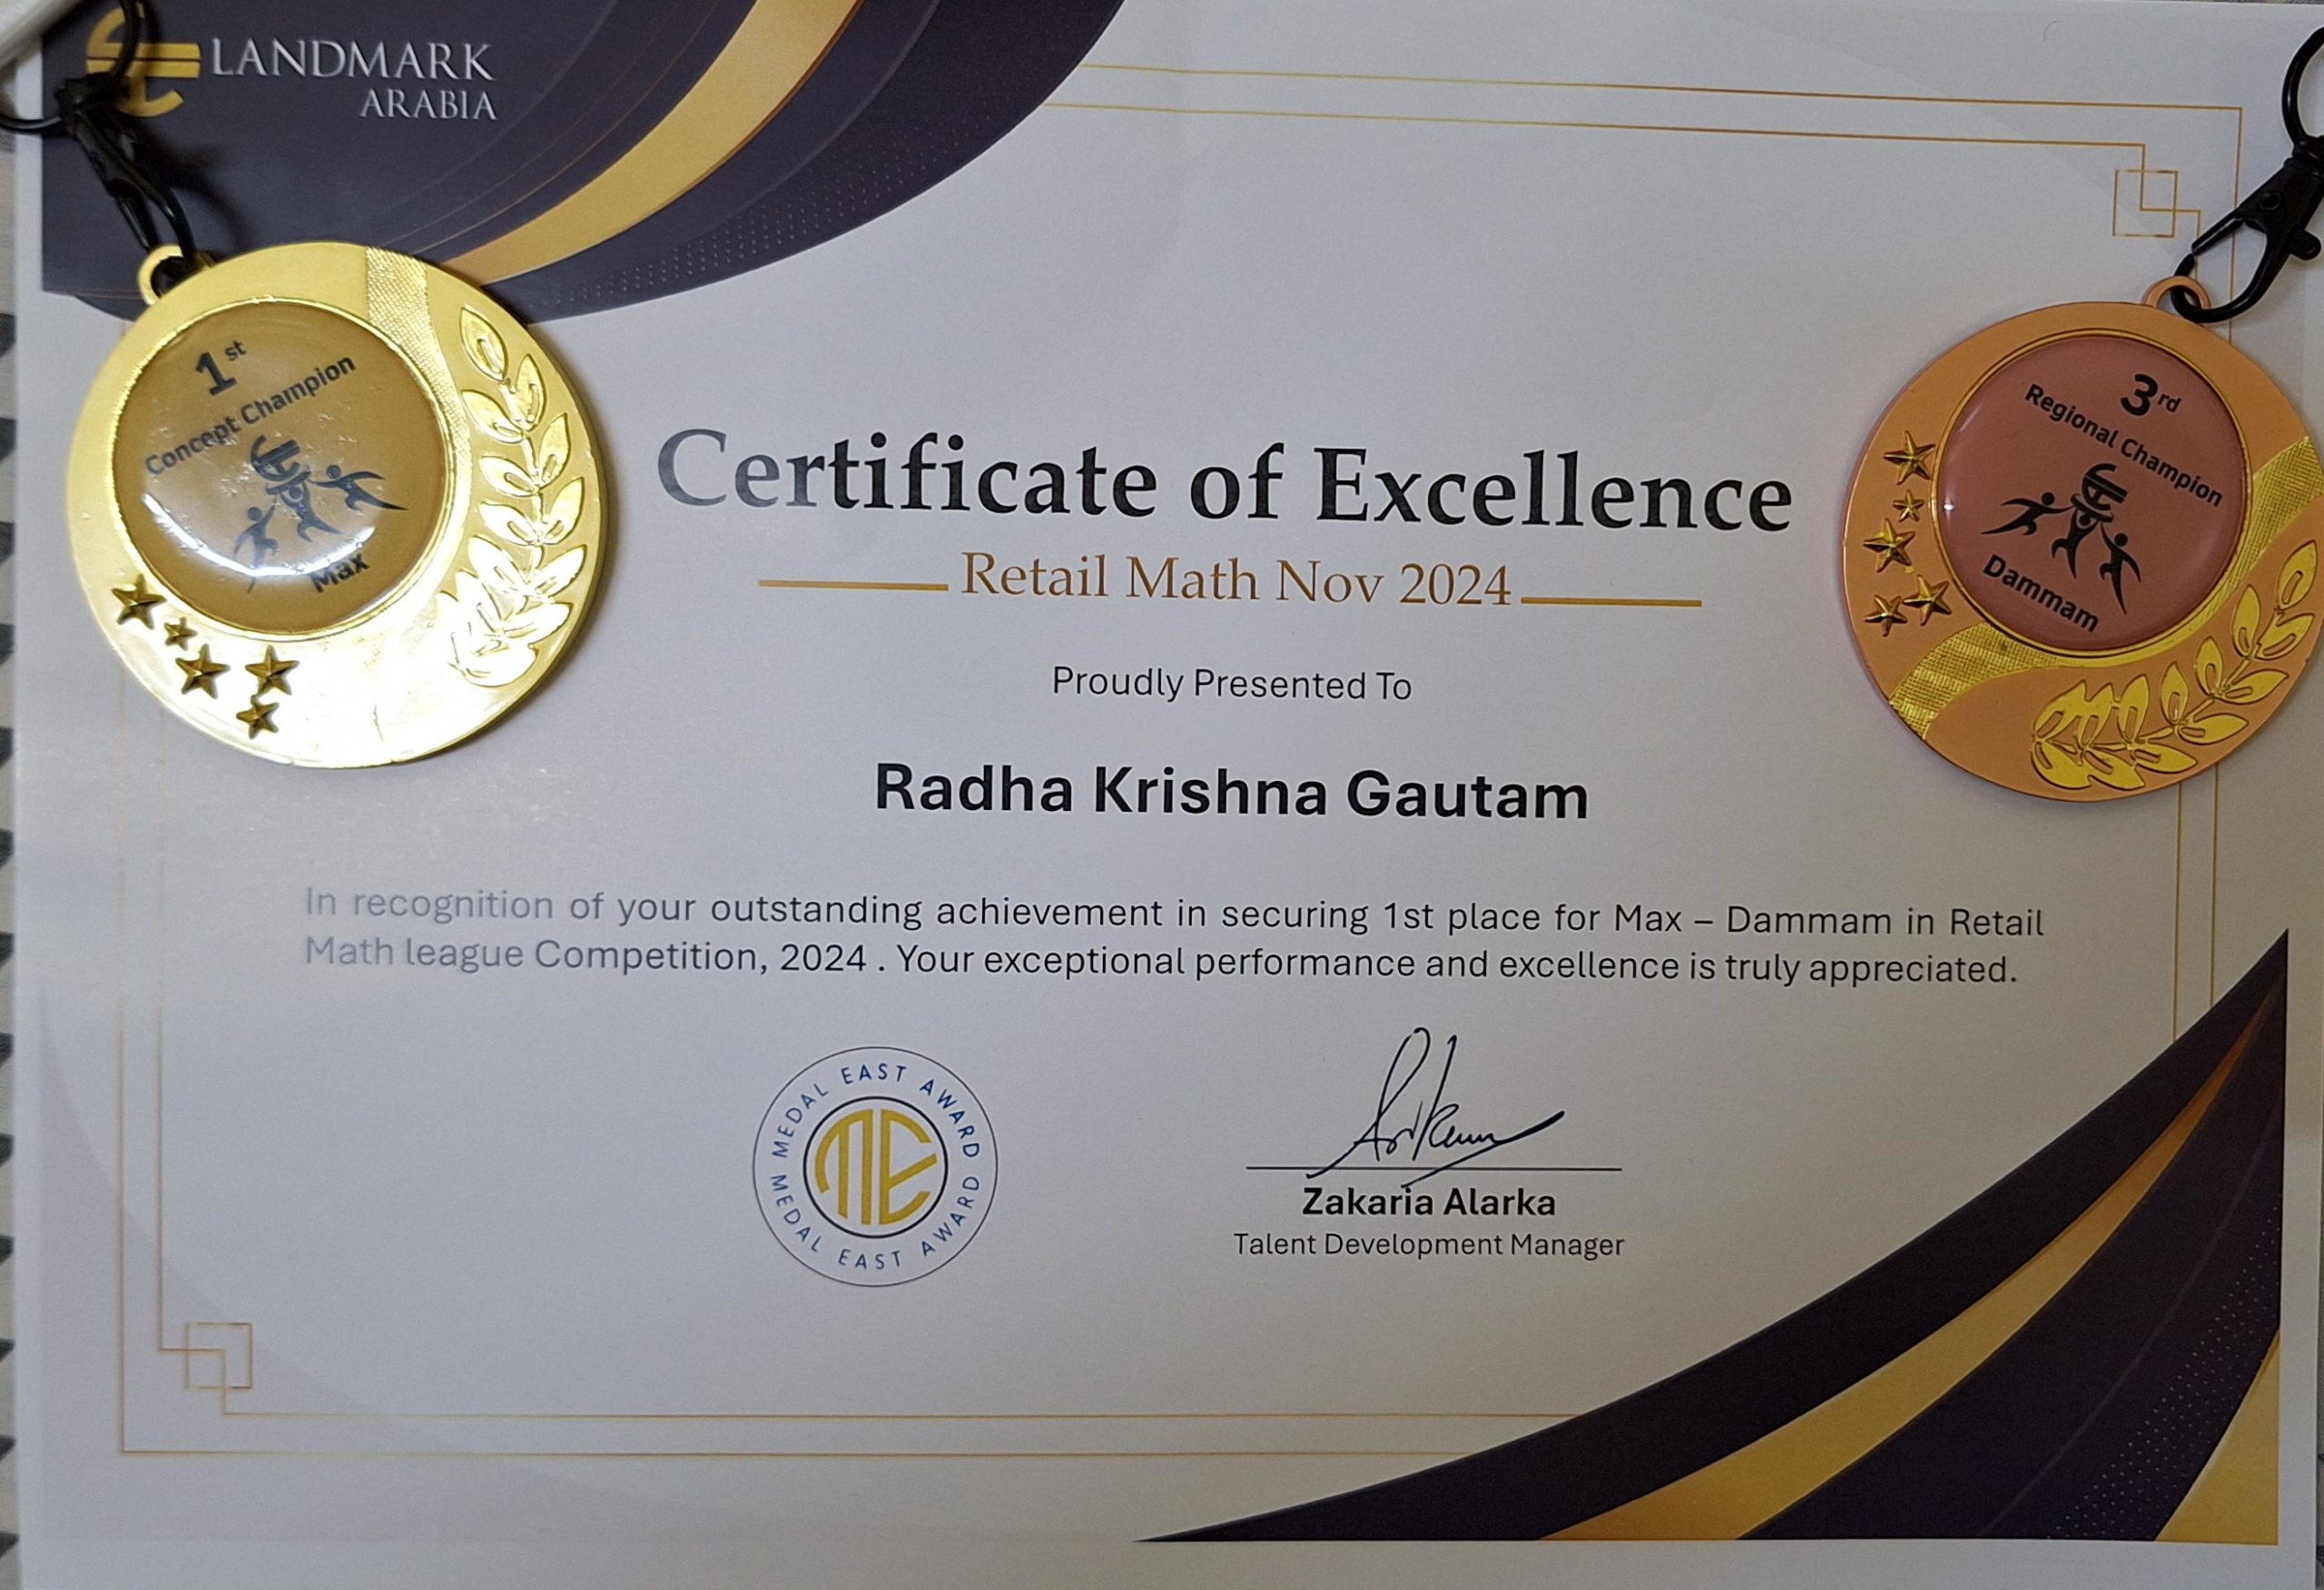 LANDMARK
ARABIA
1st
Concept Champion
Max
3rd
Regional Champion
Dammam
Certificate of Excellence
Retail Math Nov 2024
Proudly Presented To
Radha Krishna Gautam
In recognition of your outstanding achievement in securing 1st place for Max – Dammam in Retail
Math league Competition, 2024 . Your exceptional performance and excellence is truly appreciated.
MEDAL EAST AWARD
ME
MEDAL EAST AWARD
Zakaria Alarka
Talent Development Manager